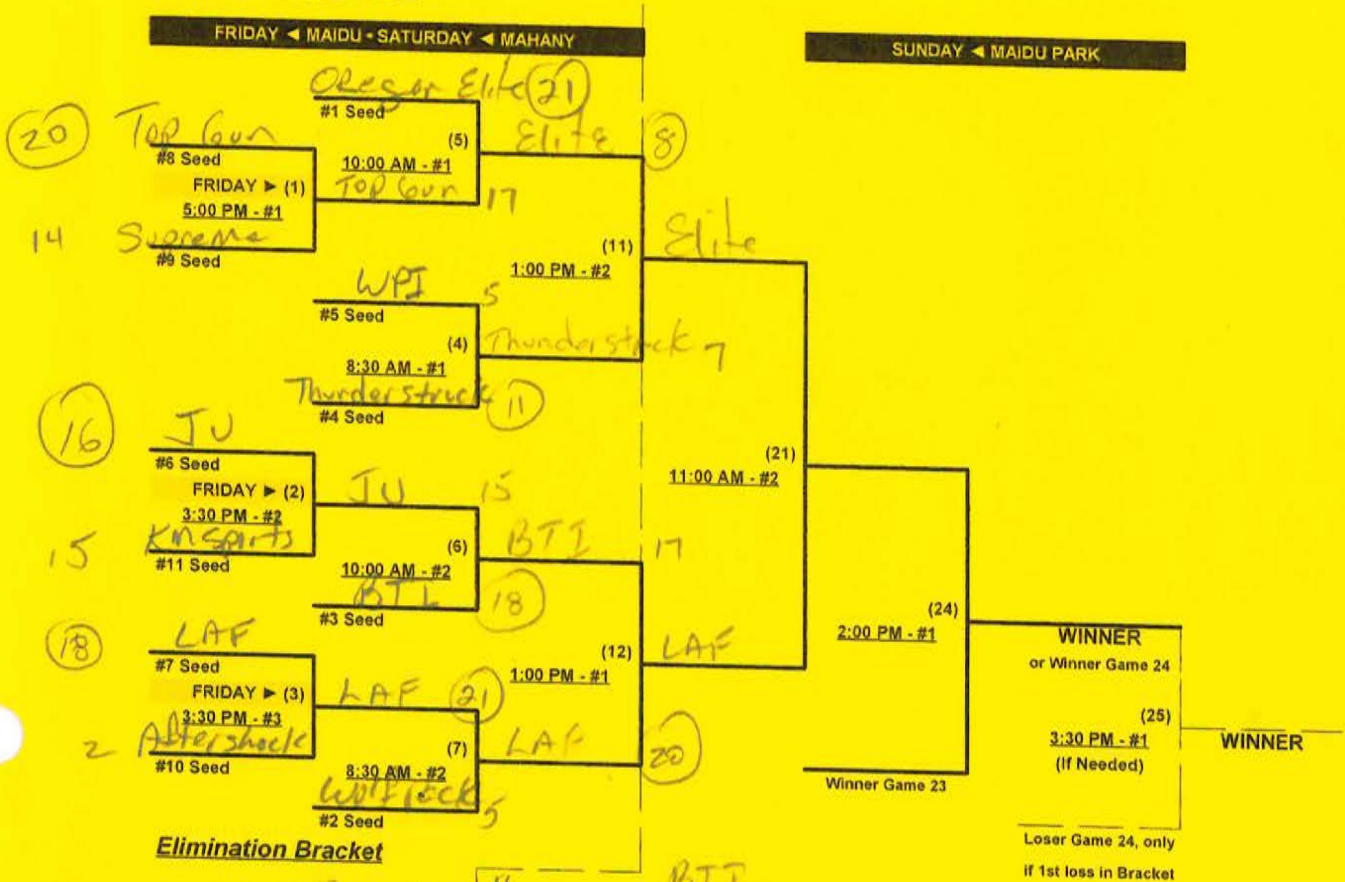 FRIDAY ◄ MAIDU • SATURDAY ◄ MAHANY
SUNDAY ◄ MAIDU PARK
Oregon Elite 21
#1 Seed
20 Top Gun
#8 Seed
(5)
10:00 AM - #1
Elite 8
FRIDAY ► (1)
5:00 PM - #1
Top Gun 17
14 Supreme
#9 Seed
(11)
1:00 PM - #2
Elite
WPI 5
#5 Seed
(4)
8:30 AM - #1
Thunderstruck 7
Thunderstruck 11
#4 Seed
16 JU
#6 Seed
FRIDAY ► (2)
3:30 PM - #2
JU 15
(21)
11:00 AM - #2
15 KM Sports
#11 Seed
(6)
10:00 AM - #2
BTI 17
BTI 18
#3 Seed
(24)
2:00 PM - #1
18 LAF
#7 Seed
FRIDAY ► (3)
3:30 PM - #3
LAF 21
(12)
1:00 PM - #1
LAF
WINNER
or Winner Game 24
2 Aftershock
#10 Seed
(7)
8:30 AM - #2
LAF 20
(25)
3:30 PM - #1
(If Needed)
WINNER
Wolfpack 5
#2 Seed
Winner Game 23
Elimination Bracket
Loser Game 24, only
if 1st loss in Bracket
BTI